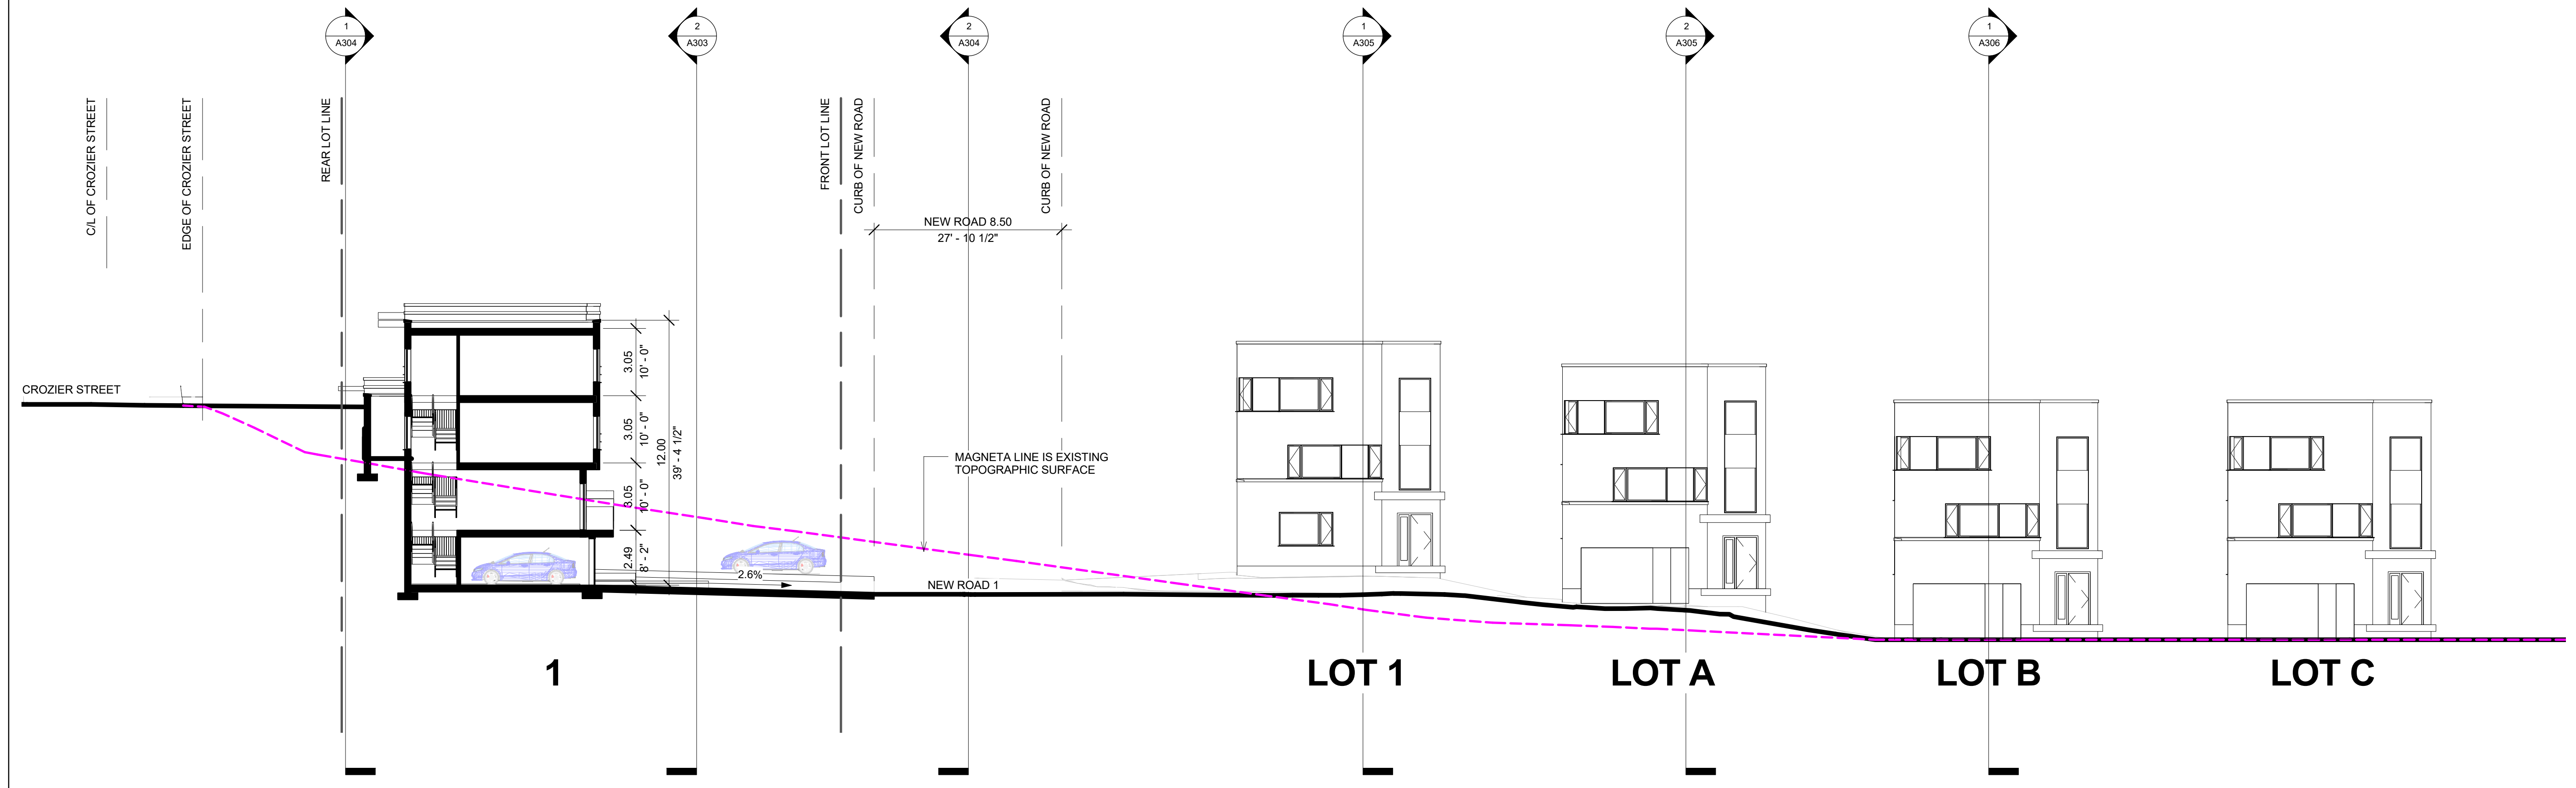 1
A304
2
A303
2
A304
1
A305
2
A305
1
A306
C/L OF CROZIER STREET
EDGE OF CROZIER STREET
REAR LOT LINE
FRONT LOT LINE
CURB OF NEW ROAD
CURB OF NEW ROAD
NEW ROAD 8.50
27' - 10 1/2"
CROZIER STREET
3.05
10' - 0"
3.05
10' - 0"
12.00
39' - 4 1/2"
3.05
10' - 0"
2.49
8' - 2"
MAGNETA LINE IS EXISTING
TOPOGRAPHIC SURFACE
2.6%
NEW ROAD 1
1
LOT 1
LOT A
LOT B
LOT C